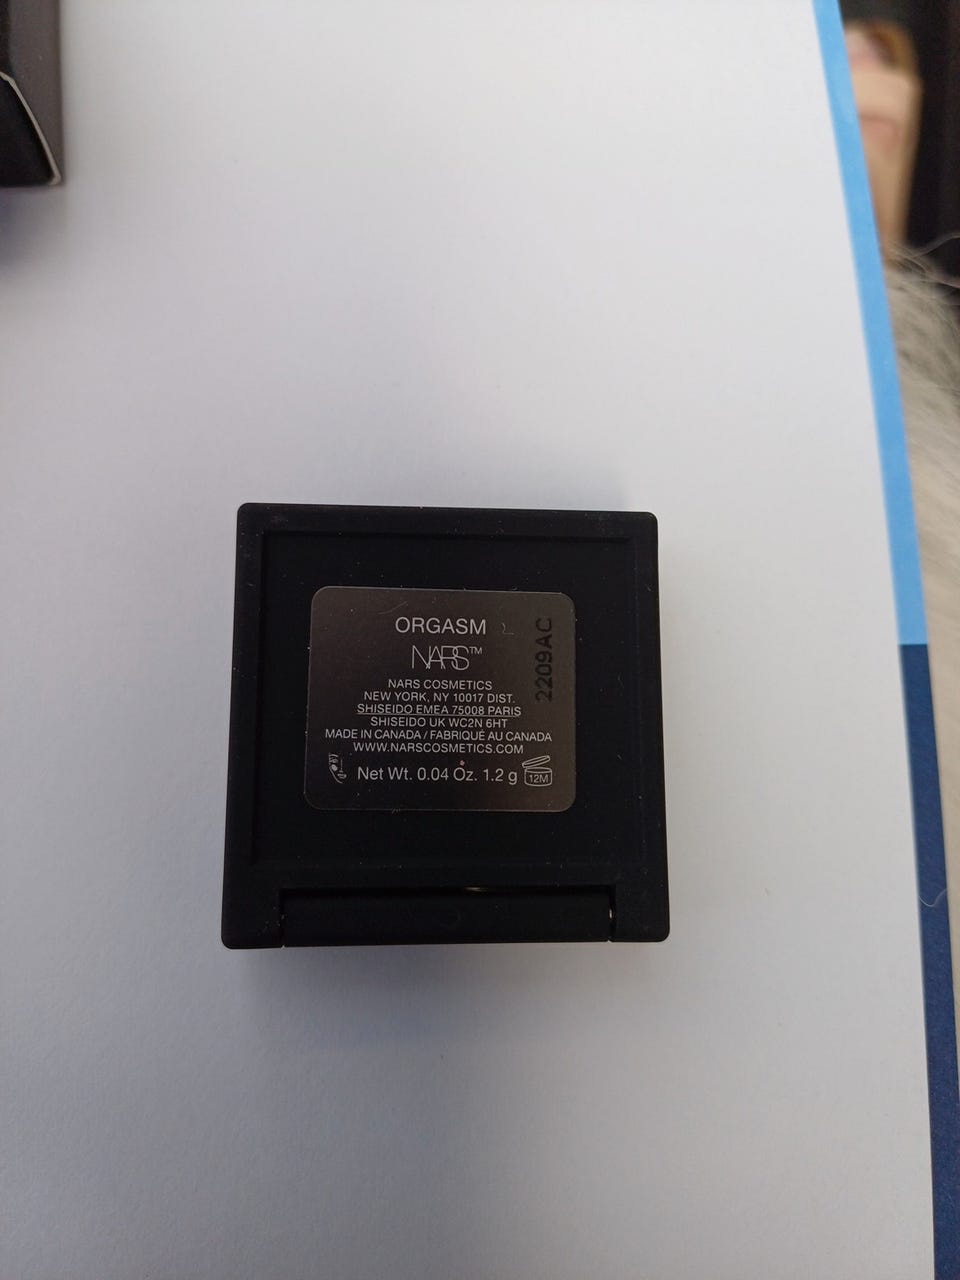 ORGASM
NARS™
NARS COSMETICS
NEW YORK, NY 10017 DIST.
SHISEIDO EMEA 75008 PARIS
SHISEIDO UK WC2N 6HT
MADE IN CANADA / FABRIQUÉ AU CANADA
WWW.NARSCOSMETICS.COM
Net Wt. 0.04 Oz. 1.2 g
12M
2209AC